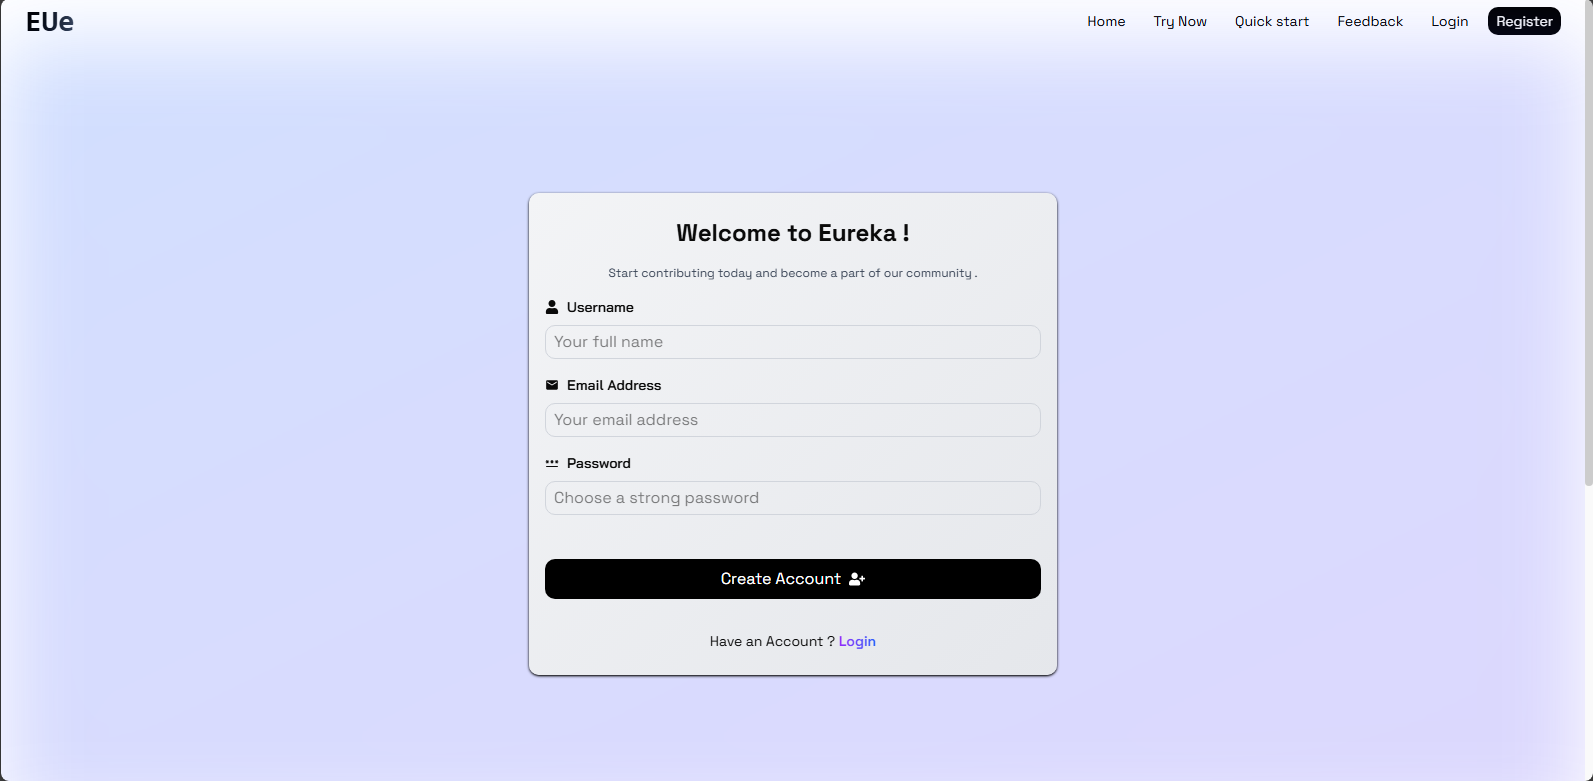 EUe
Home Try Now Quick start Feedback Login Register
Welcome to Eureka !
Start contributing today and become a part of our community .
Username
Your full name
Email Address
Your email address
Password
Choose a strong password
Create Account
Have an Account ? Login